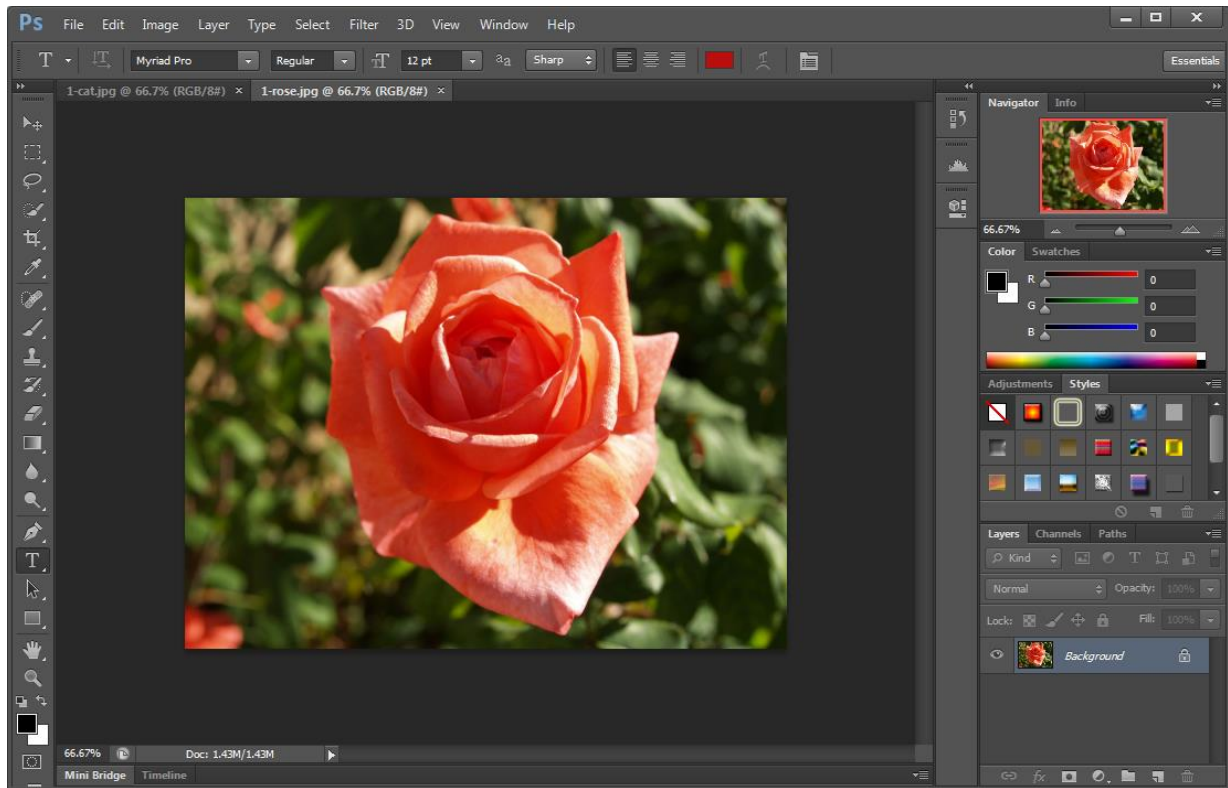 Ps File Edit Image Layer Type Select Filter 3D View Window Help
T Myriad Pro Regular 12 pt aa Sharp Essentials
1-cat.jpg @ 66.7% (RGB/8#) × 1-rose.jpg @ 66.7% (RGB/8#) ×
Navigator Info
66.67%
Color Swatches
R 0
G 0
B 0
Adjustments Styles
Layers Channels Paths
Kind T
Normal Opacity: 100%
Lock: Fill: 100%
Background
fx
T
66.67% Doc: 1.43M/1.43M
Mini Bridge Timeline